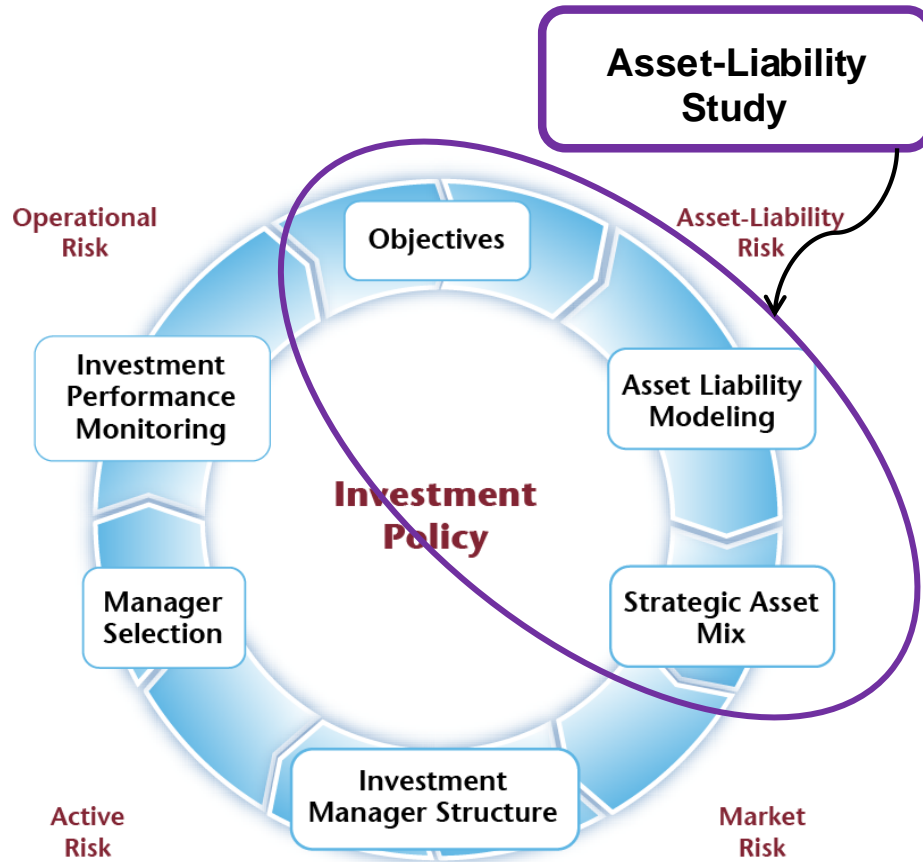 Asset-Liability
Study
Operational
Risk
Objectives
Asset-Liability
Risk
Investment
Performance
Monitoring
Asset Liability
Modeling
Investment
Policy
Manager
Selection
Strategic Asset
Mix
Investment
Manager Structure
Active
Risk
Market
Risk